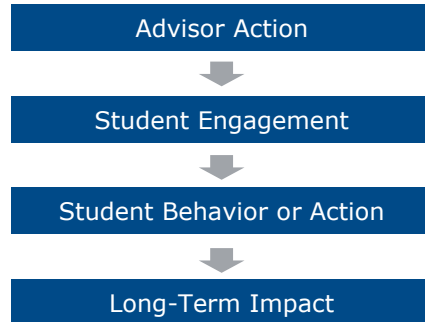 Advisor Action
Student Engagement
Student Behavior or Action
Long-Term Impact